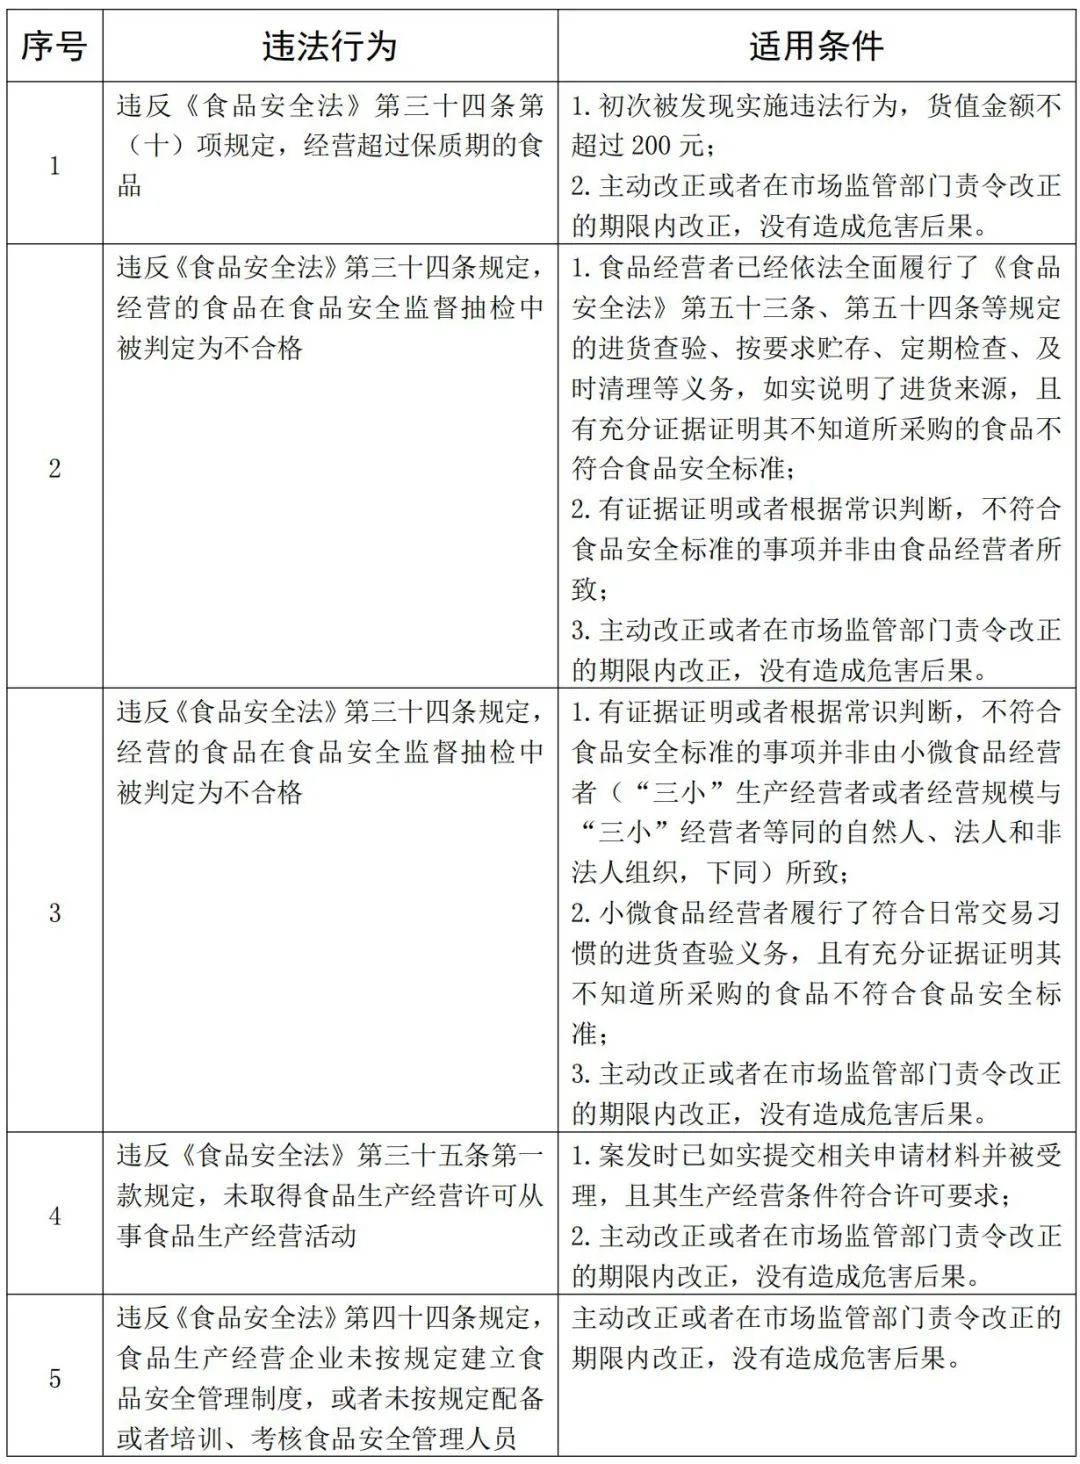 序号 违法行为 适用条件
1
违反《食品安全法》第三十四条第
（十）项规定，经营超过保质期的食
品
1.初次被发现实施违法行为，货值金额不
超过200元；
2.主动改正或者在市场监管部门责令改正
的期限内改正，没有造成危害后果。
2
违反《食品安全法》第三十四条规定，
经营的食品在食品安全监督抽检中
被判定为不合格
1.食品经营者已经依法全面履行了《食品
安全法》第五十三条、第五十四条等规定
的进货查验、按要求贮存、定期检查、及
时清理等义务，如实说明了进货来源，且
有充分证据证明其不知道所采购的食品不
符合食品安全标准；
2.有证据证明或者根据常识判断，不符合
食品安全标准的事项并非由食品经营者所
致；
3.主动改正或者在市场监管部门责令改正
的期限内改正，没有造成危害后果。
3
违反《食品安全法》第三十四条规定，
经营的食品在食品安全监督抽检中
被判定为不合格
1.有证据证明或者根据常识判断，不符合
食品安全标准的事项并非由小微食品经营
者（“三小”生产经营者或者经营规模与
“三小”经营者等同的自然人、法人和非
法人组织，下同）所致；
2.小微食品经营者履行了符合日常交易习
惯的进货查验义务，且有充分证据证明其
不知道所采购的食品不符合食品安全标
准；
3.主动改正或者在市场监管部门责令改正
的期限内改正，没有造成危害后果。
4
违反《食品安全法》第三十五条第一
款规定，未取得食品生产经营许可从
事食品生产经营活动
1.案发时已如实提交相关申请材料并被受
理，且其生产经营条件符合许可要求；
2.主动改正或者在市场监管部门责令改正
的期限内改正，没有造成危害后果。
5
违反《食品安全法》第四十四条规定，
食品生产经营企业未按规定建立食
品安全管理制度，或者未按规定配备
或者培训、考核食品安全管理人员
主动改正或者在市场监管部门责令改正的
期限内改正，没有造成危害后果。